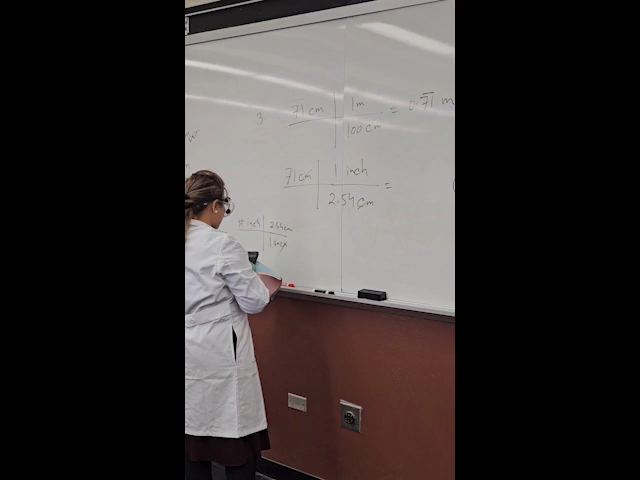 3. 71 cm | 1m = 0.71 m
100 cm
71 cm | 1 inch =
2.54 cm
inch | 2.54 cm
1 inch